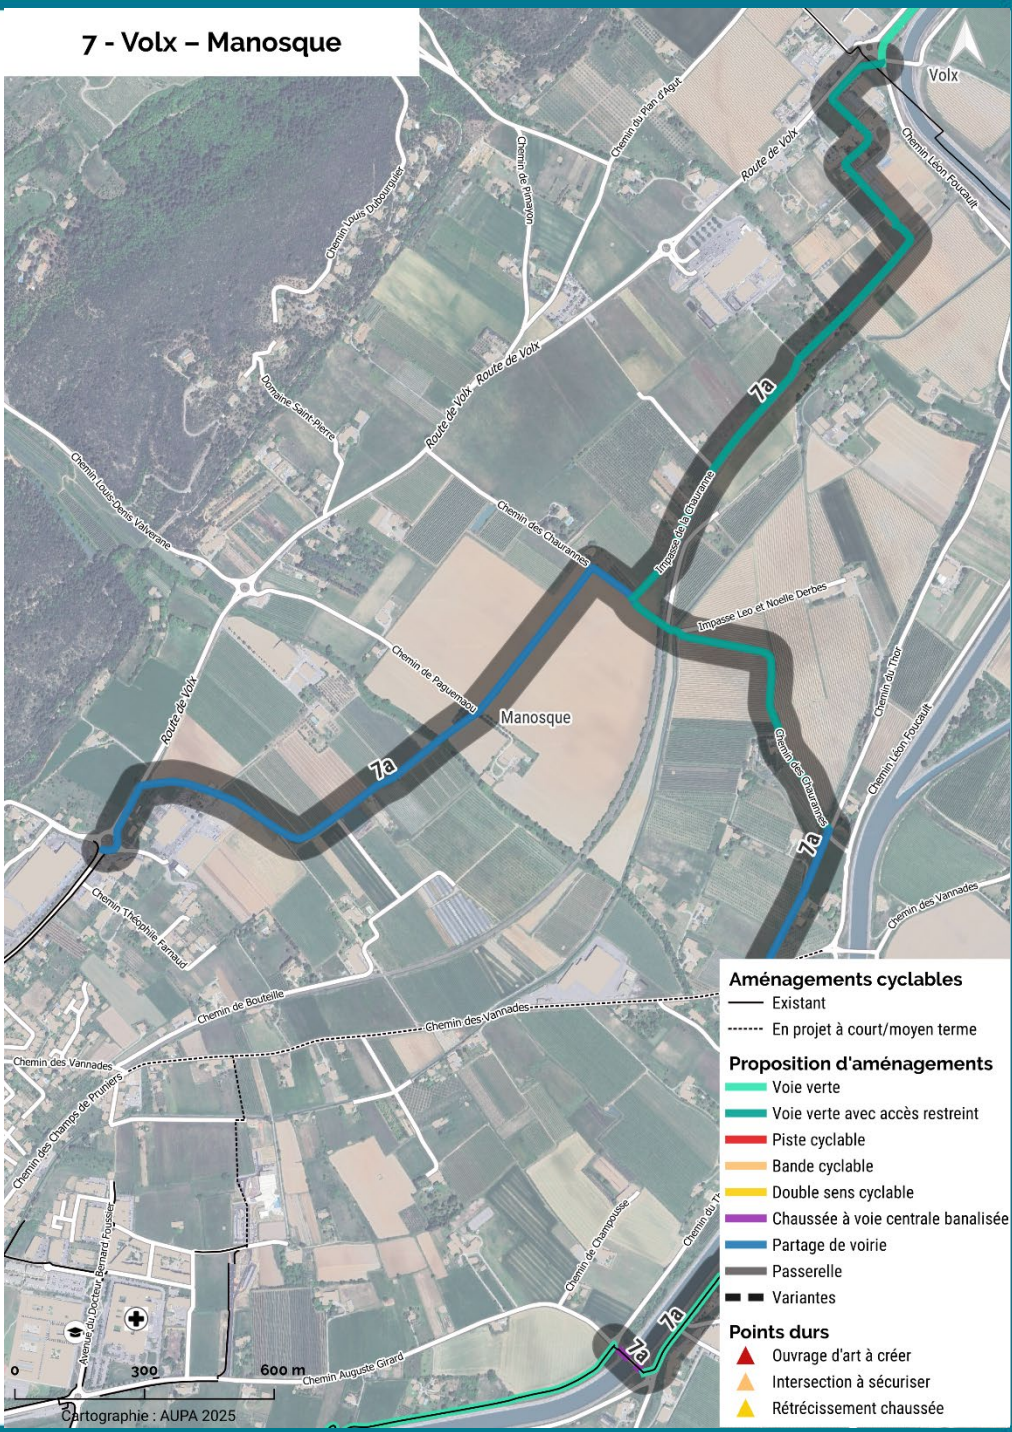 7 - Volx – Manosque
Volx
Chemin du Plan d'Agut
Route de Volx
Chemin Léon Foucault
Chemin de Pimayon
Chemin Louis Dubourguier
Route de Volx
Route de Volx
Domaine Saint-Pierre
7a
Chemin Louis-Denis Valverane
Impasse de la Chauranne
Chemin des Chaurannes
Impasse Leo et Noelle Derbes
Chemin de Paguemaou
Chemin du Thor
Route de Volx
Manosque
Chemin Léon Foucault
7a
Chemin des Chaurannes
7a
Chemin Théophile Farnaud
Chemin des Vannades
Chemin de Bouteille
Chemin des Vannades
Chemin des Vannades
Chemin des Champs de Pruniers
Chemin de Champousse
Chemin du Th
Avenue du Docteur Bernard Foussier
7a
7a
Chemin Auguste Girard
0 300 600 m
Cartographie : AUPA 2025
Aménagements cyclables
Existant
En projet à court/moyen terme
Proposition d'aménagements
Voie verte
Voie verte avec accès restreint
Piste cyclable
Bande cyclable
Double sens cyclable
Chaussée à voie centrale banalisée
Partage de voirie
Passerelle
Variantes
Points durs
Ouvrage d'art à créer
Intersection à sécuriser
Rétrécissement chaussée